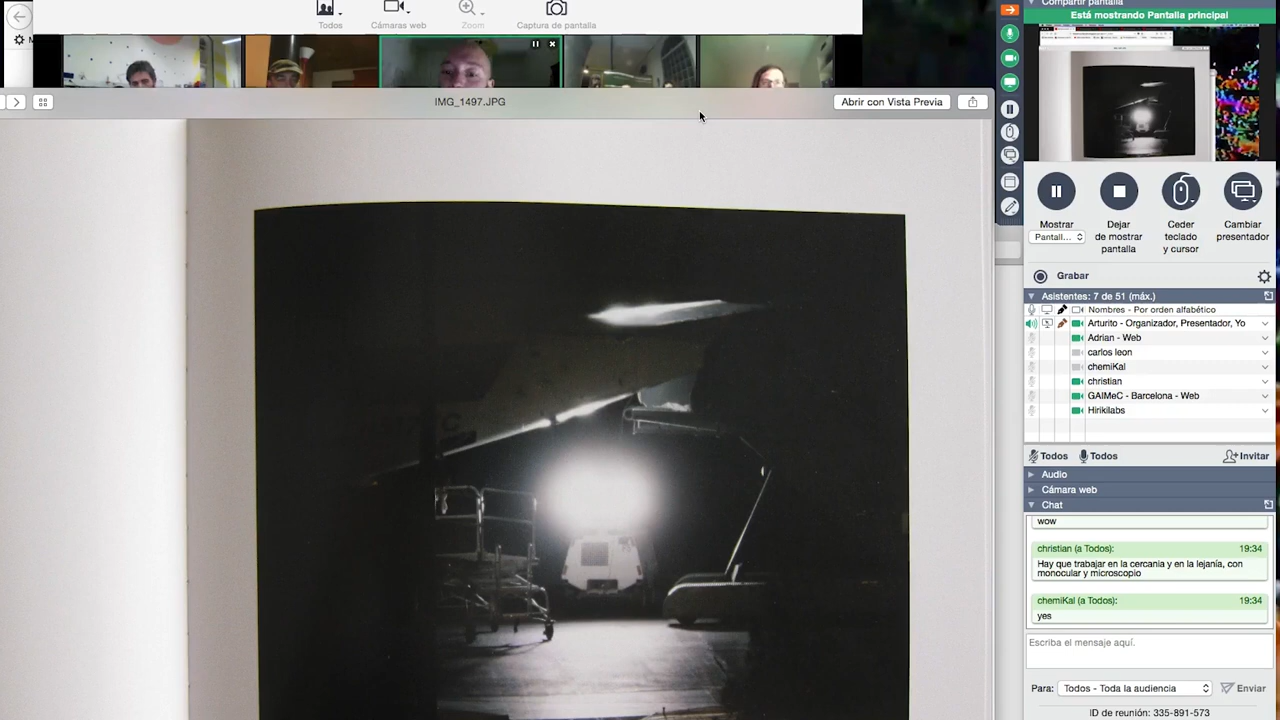 Todos
Cámaras web
Zoom
Captura de pantalla
IMG_1497.JPG
Abrir con Vista Previa
Compartir pantalla
Está mostrando Pantalla principal
Mostrar
Pantall...
Dejar
de mostrar
pantalla
Ceder
teclado
y cursor
Cambiar
presentador
Grabar
Asistentes: 7 de 51 (máx.)
Nombres - Por orden alfabético
Arturito - Organizador, Presentador, Yo
Adrian - Web
carlos leon
chemiKal
christian
GAIMeC - Barcelona - Web
Hirikilabs
Todos Todos Invitar
Audio
Cámara web
Chat
wow
christian (a Todos): 19:34
Hay que trabajar en la cercania y en la lejanía, con
monocular y microscopio
chemiKal (a Todos): 19:34
yes
Escriba el mensaje aquí.
Para: Todos - Toda la audiencia Enviar
ID de reunión: 335-891-573